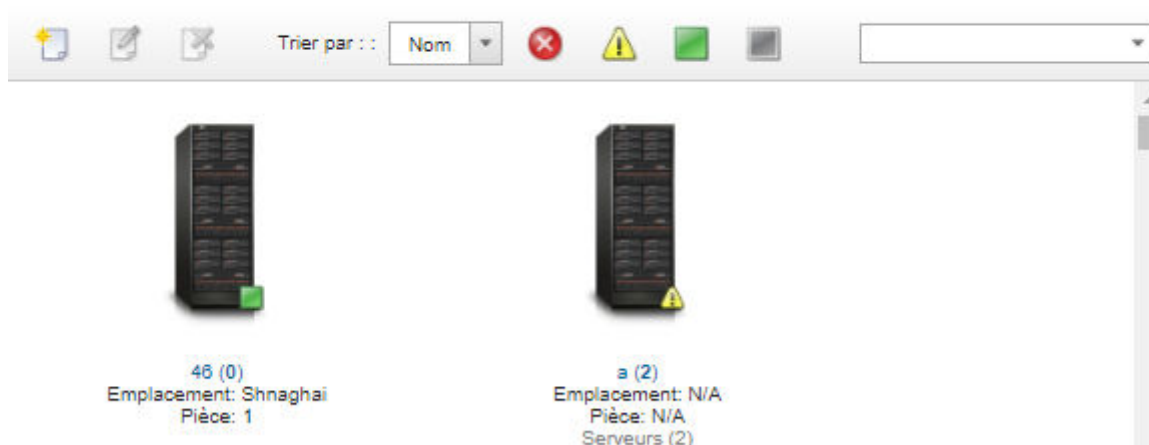 Trier par : :
Nom
46 (0)
Emplacement: Shnaghai
Pièce: 1
a (2)
Emplacement: N/A
Pièce: N/A
Serveurs (2)